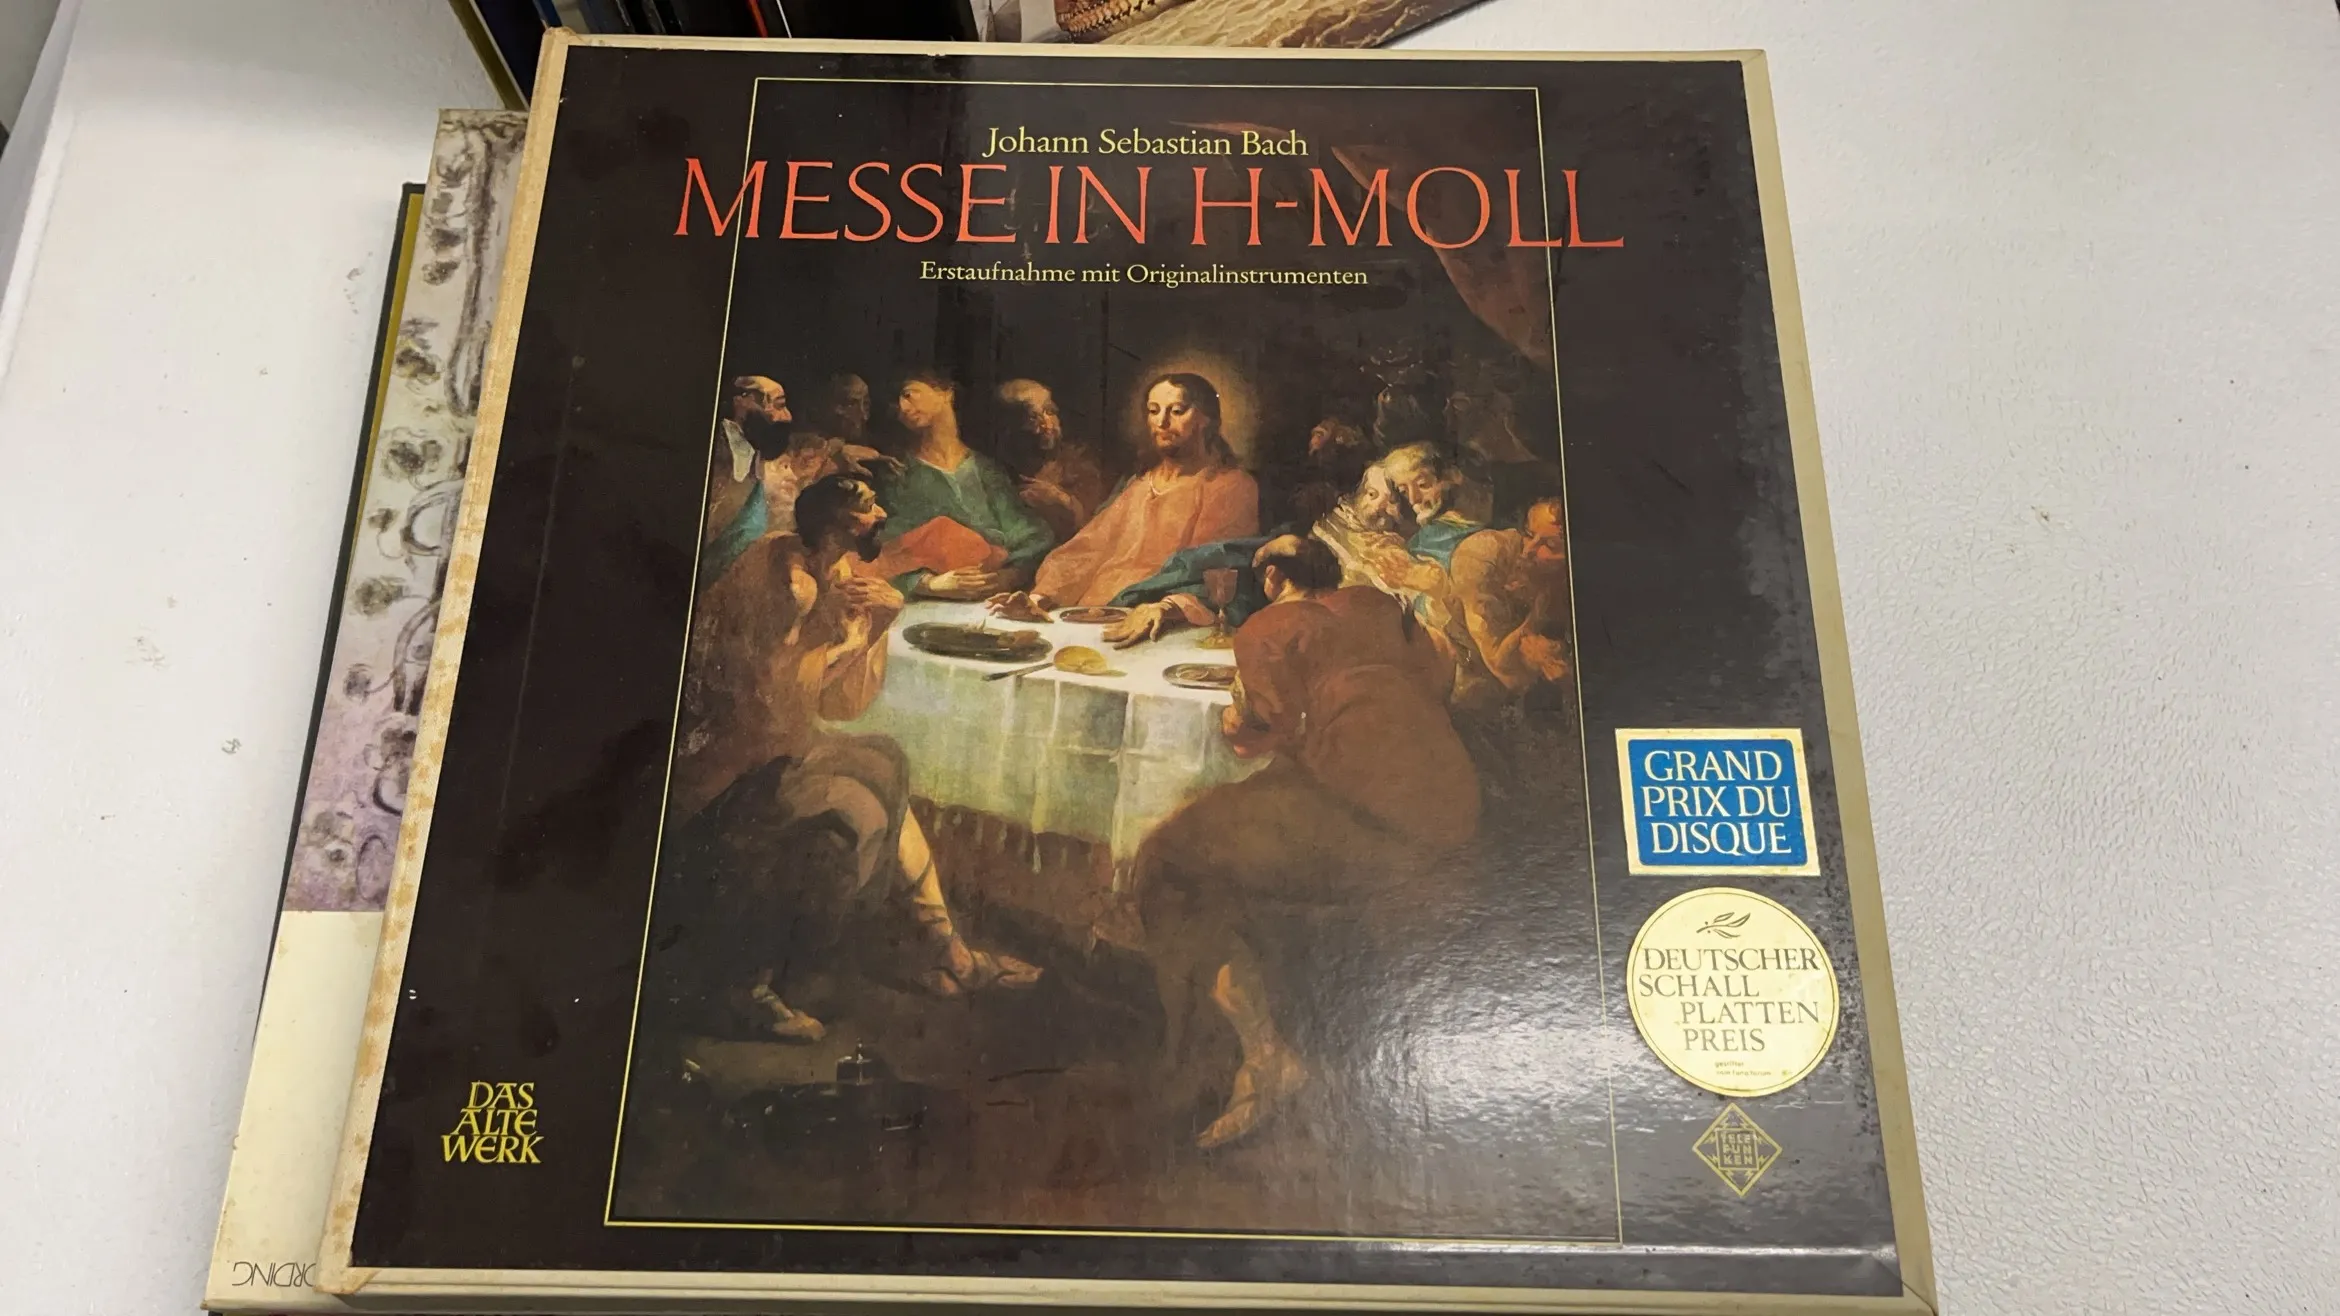 Johann Sebastian Bach
MESSE IN H-MOLL
Erstaufnahme mit Originalinstrumenten
GRAND
PRIX DU
DISQUE
DEUTSCHER
SCHALL
PLATTEN
PREIS
DAS
ALTE
WERK
TELE
FUN
KEN